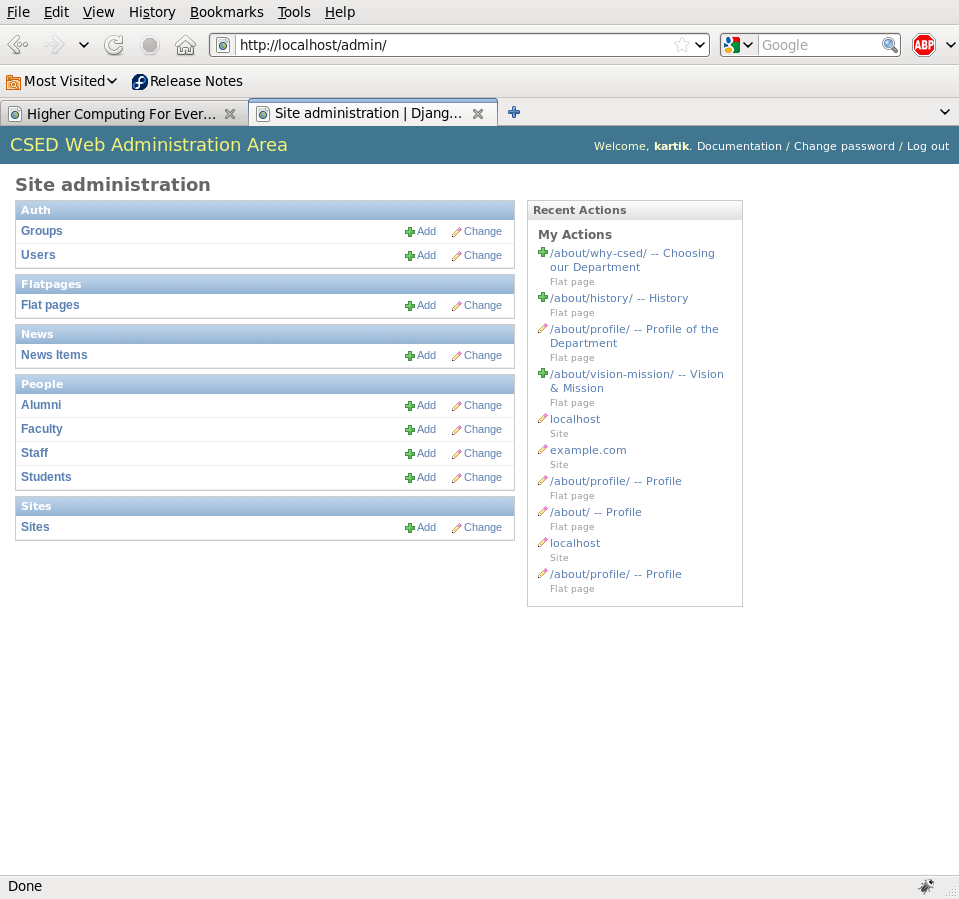 File Edit View History Bookmarks Tools Help
http://localhost/admin/ Google ABP
Most Visited Release Notes
Higher Computing For Ever... Site administration | Djang...
CSED Web Administration Area Welcome, kartik. Documentation / Change password / Log out
Site administration
Auth
Groups Add Change
Users Add Change
Flatpages
Flat pages Add Change
News
News Items Add Change
People
Alumni Add Change
Faculty Add Change
Staff Add Change
Students Add Change
Sites
Sites Add Change
Recent Actions
My Actions
/about/why-csed/ -- Choosing
our Department
Flat page
/about/history/ -- History
Flat page
/about/profile/ -- Profile of the
Department
Flat page
/about/vision-mission/ -- Vision
& Mission
Flat page
localhost
Site
example.com
Site
/about/profile/ -- Profile
Flat page
/about/ -- Profile
Flat page
localhost
Site
/about/profile/ -- Profile
Flat page
Done